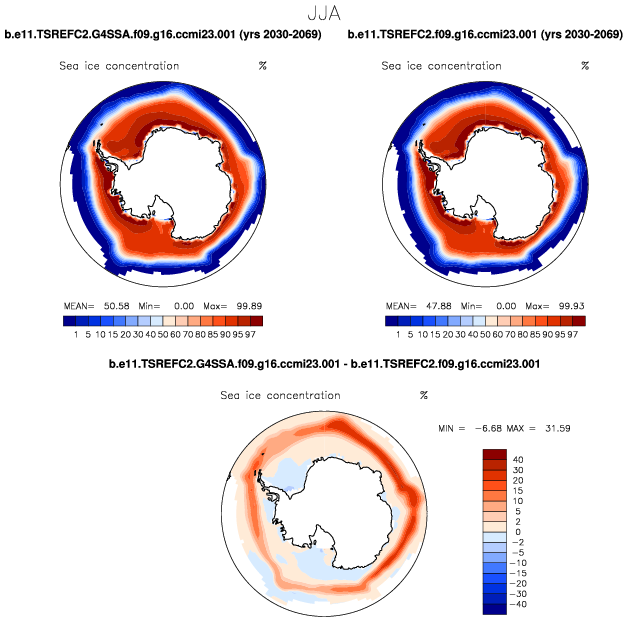 JJA
b.e11.TSREFC2.G4SSA.f09.g16.ccmi23.001 (yrs 2030-2069)
b.e11.TSREFC2.f09.g16.ccmi23.001 (yrs 2030-2069)
Sea ice concentration %
Sea ice concentration %
MEAN= 50.58 Min= 0.00 Max= 99.89
MEAN= 47.88 Min= 0.00 Max= 99.93
1 5 10 15 20 30 40 50 60 70 80 85 90 95 97
1 5 10 15 20 30 40 50 60 70 80 85 90 95 97
b.e11.TSREFC2.G4SSA.f09.g16.ccmi23.001 - b.e11.TSREFC2.f09.g16.ccmi23.001
Sea ice concentration %
MIN = -6.68 MAX = 31.59
40
30
20
15
10
5
2
0
-2
-5
-10
-15
-20
-30
-40